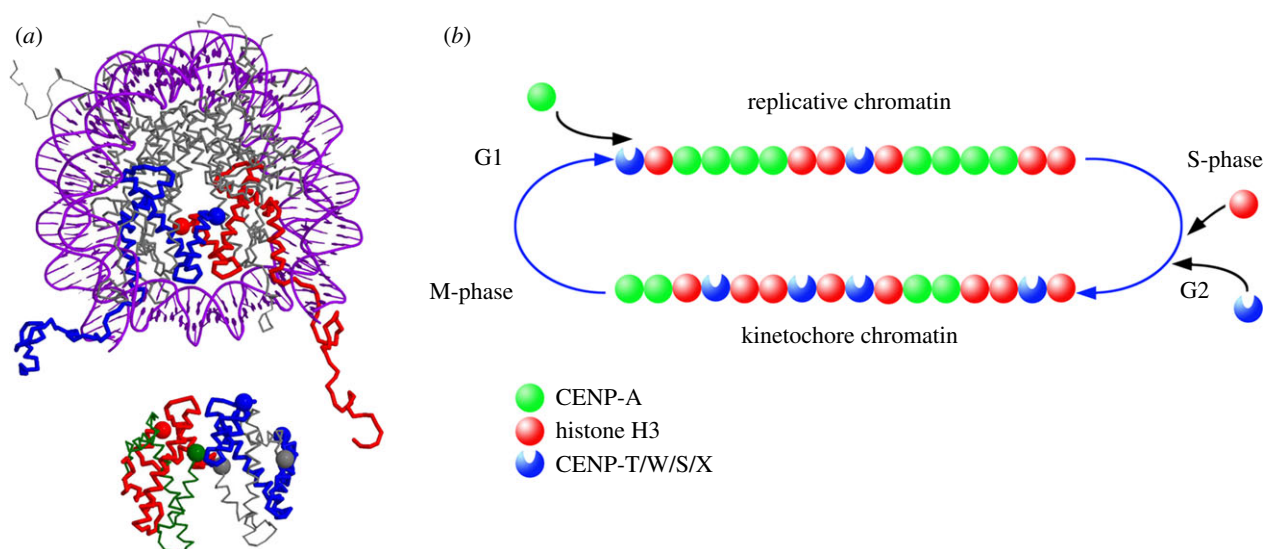 (a)
(b)
replicative chromatin
G1
S-phase
M-phase
G2
kinetochore chromatin
CENP-A
histone H3
CENP-T/W/S/X